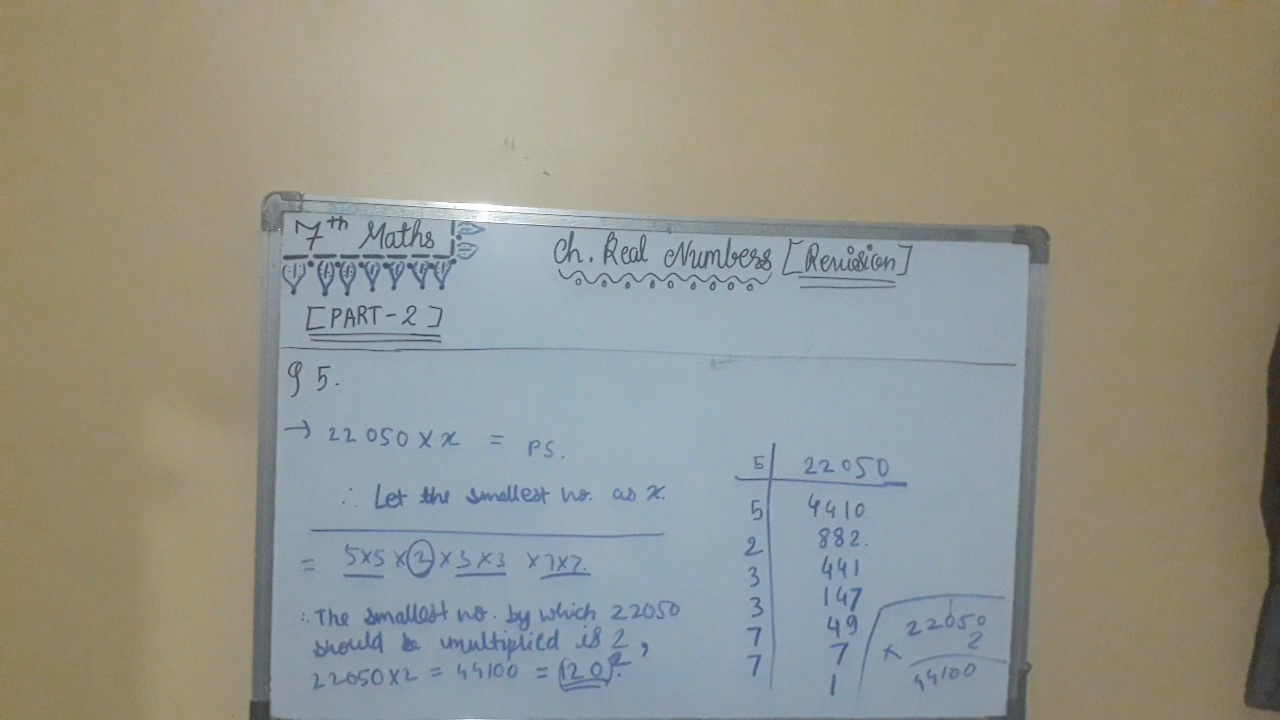 7th Maths
Ch. Real Numbers [Revision]
[PART-2]
Q 5.
→ 22050 × x = PS.
∴ Let the smallest no. as x.
= 5×5 × 2 × 3×3 × 7×7.
∴ The smallest no. by which 22050
should be multiplied is 2,
22050×2 = 44100 = (20)².
5 | 22050
5 | 4410
2 | 882.
3 | 441
3 | 147
7 | 49
7 | 7
1
22050
× 2
44100